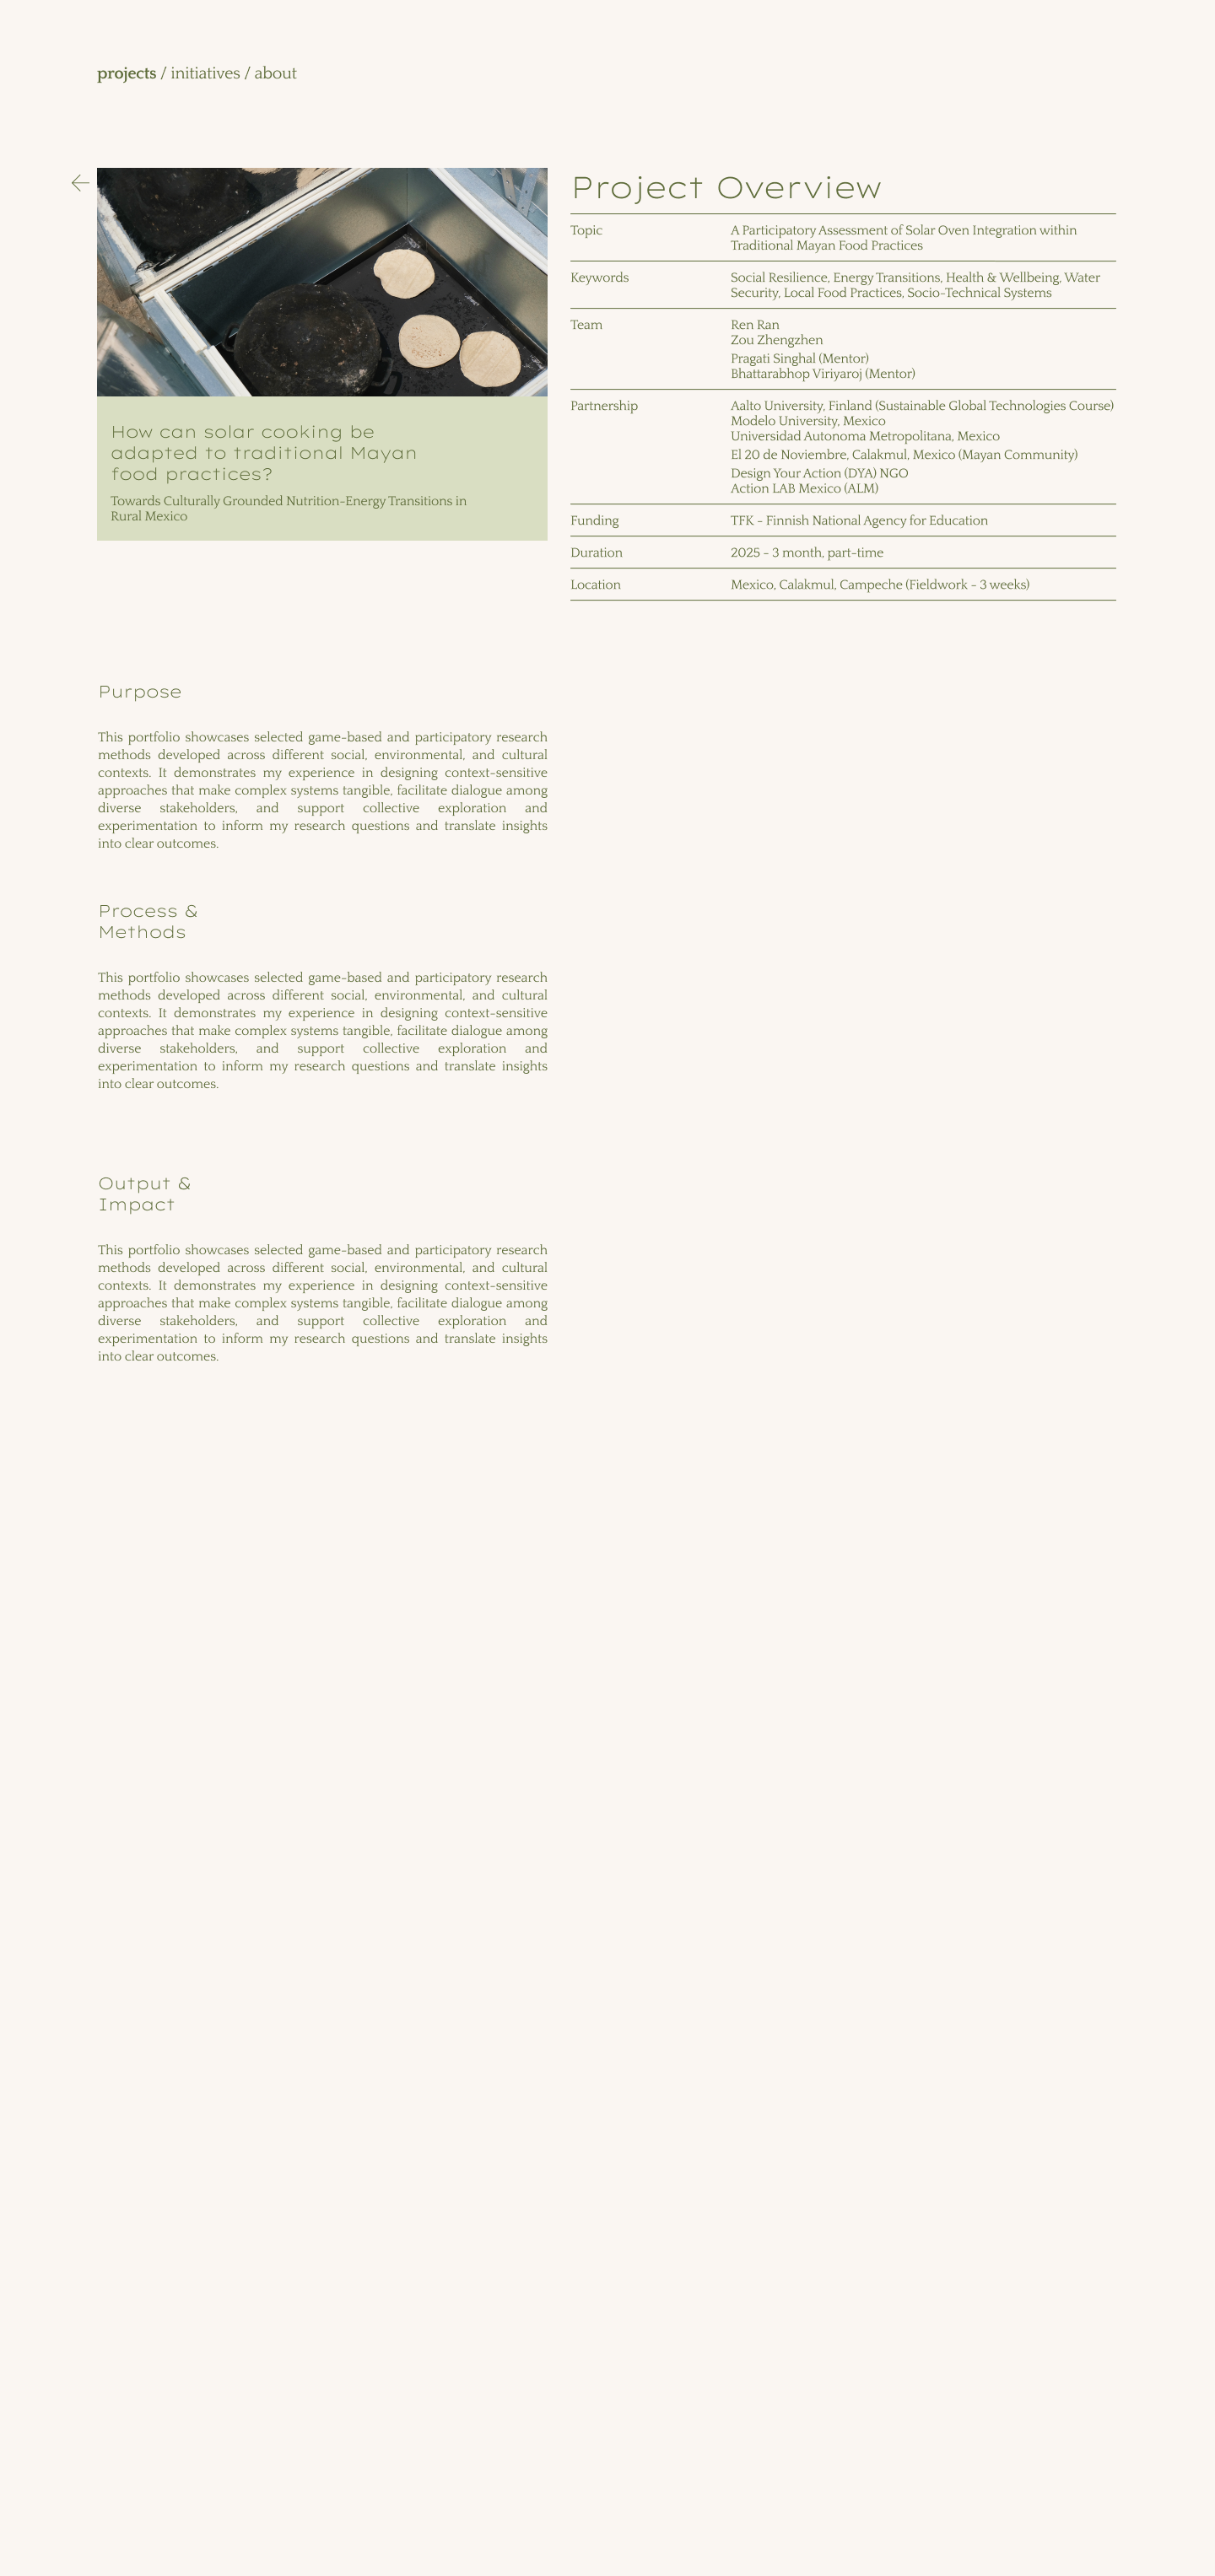 projects / initiatives / about
How can solar cooking be
adapted to traditional Mayan
food practices?
Towards Culturally Grounded Nutrition-Energy Transitions in
Rural Mexico
Project Overview
Topic
A Participatory Assessment of Solar Oven Integration within
Traditional Mayan Food Practices
Keywords
Social Resilience, Energy Transitions, Health & Wellbeing, Water
Security, Local Food Practices, Socio-Technical Systems
Team
Ren Ran
Zou Zhengzhen
Pragati Singhal (Mentor)
Bhattarabhop Viriyaroj (Mentor)
Partnership
Aalto University, Finland (Sustainable Global Technologies Course)
Modelo University, Mexico
Universidad Autonoma Metropolitana, Mexico
El 20 de Noviembre, Calakmul, Mexico (Mayan Community)
Design Your Action (DYA) NGO
Action LAB Mexico (ALM)
Funding
TFK - Finnish National Agency for Education
Duration
2025 - 3 month, part-time
Location
Mexico, Calakmul, Campeche (Fieldwork - 3 weeks)
Purpose
This portfolio showcases selected game-based and participatory research
methods developed across different social, environmental, and cultural
contexts. It demonstrates my experience in designing context-sensitive
approaches that make complex systems tangible, facilitate dialogue among
diverse stakeholders, and support collective exploration and
experimentation to inform my research questions and translate insights
into clear outcomes.
Process &
Methods
This portfolio showcases selected game-based and participatory research
methods developed across different social, environmental, and cultural
contexts. It demonstrates my experience in designing context-sensitive
approaches that make complex systems tangible, facilitate dialogue among
diverse stakeholders, and support collective exploration and
experimentation to inform my research questions and translate insights
into clear outcomes.
Output &
Impact
This portfolio showcases selected game-based and participatory research
methods developed across different social, environmental, and cultural
contexts. It demonstrates my experience in designing context-sensitive
approaches that make complex systems tangible, facilitate dialogue among
diverse stakeholders, and support collective exploration and
experimentation to inform my research questions and translate insights
into clear outcomes.